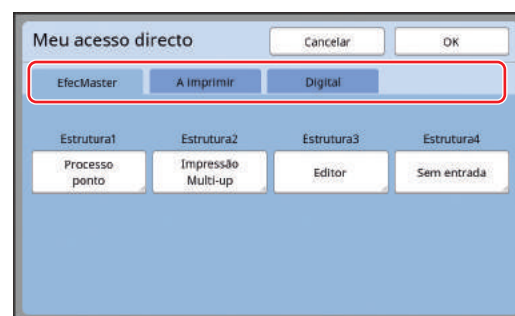 Meu acesso directo
Cancelar
OK
EfecMaster
A imprimir
Digital
Estrutura1
Estrutura2
Estrutura3
Estrutura4
Processo
ponto
Impressão
Multi-up
Editor
Sem entrada